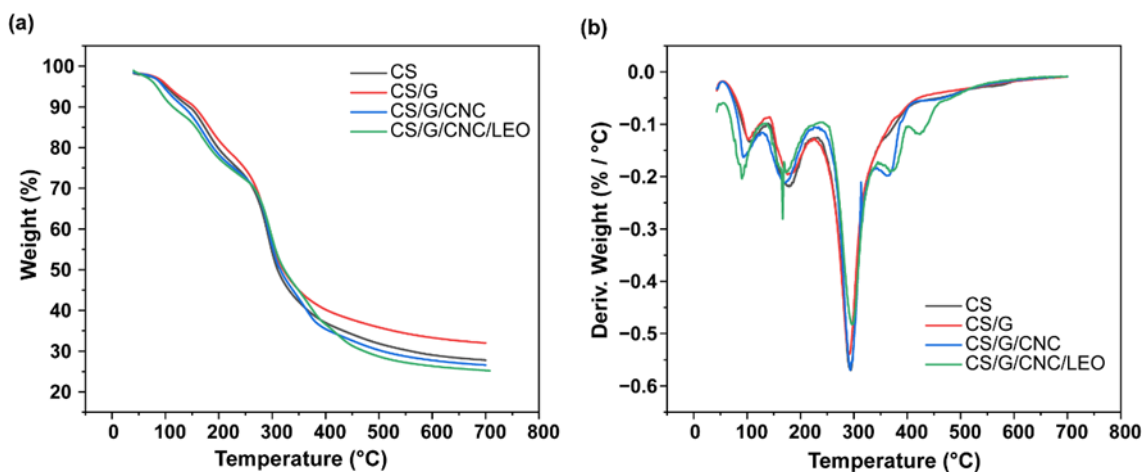 (a)
100
90
80
70
60
50
40
30
20
Weight (%)
0 100 200 300 400 500 600 700 800
Temperature (°C)
CS
CS/G
CS/G/CNC
CS/G/CNC/LEO
(b)
0.0
−0.1
−0.2
−0.3
−0.4
−0.5
−0.6
Deriv. Weight (% / °C)
0 100 200 300 400 500 600 700 800
Temperature (°C)
CS
CS/G
CS/G/CNC
CS/G/CNC/LEO